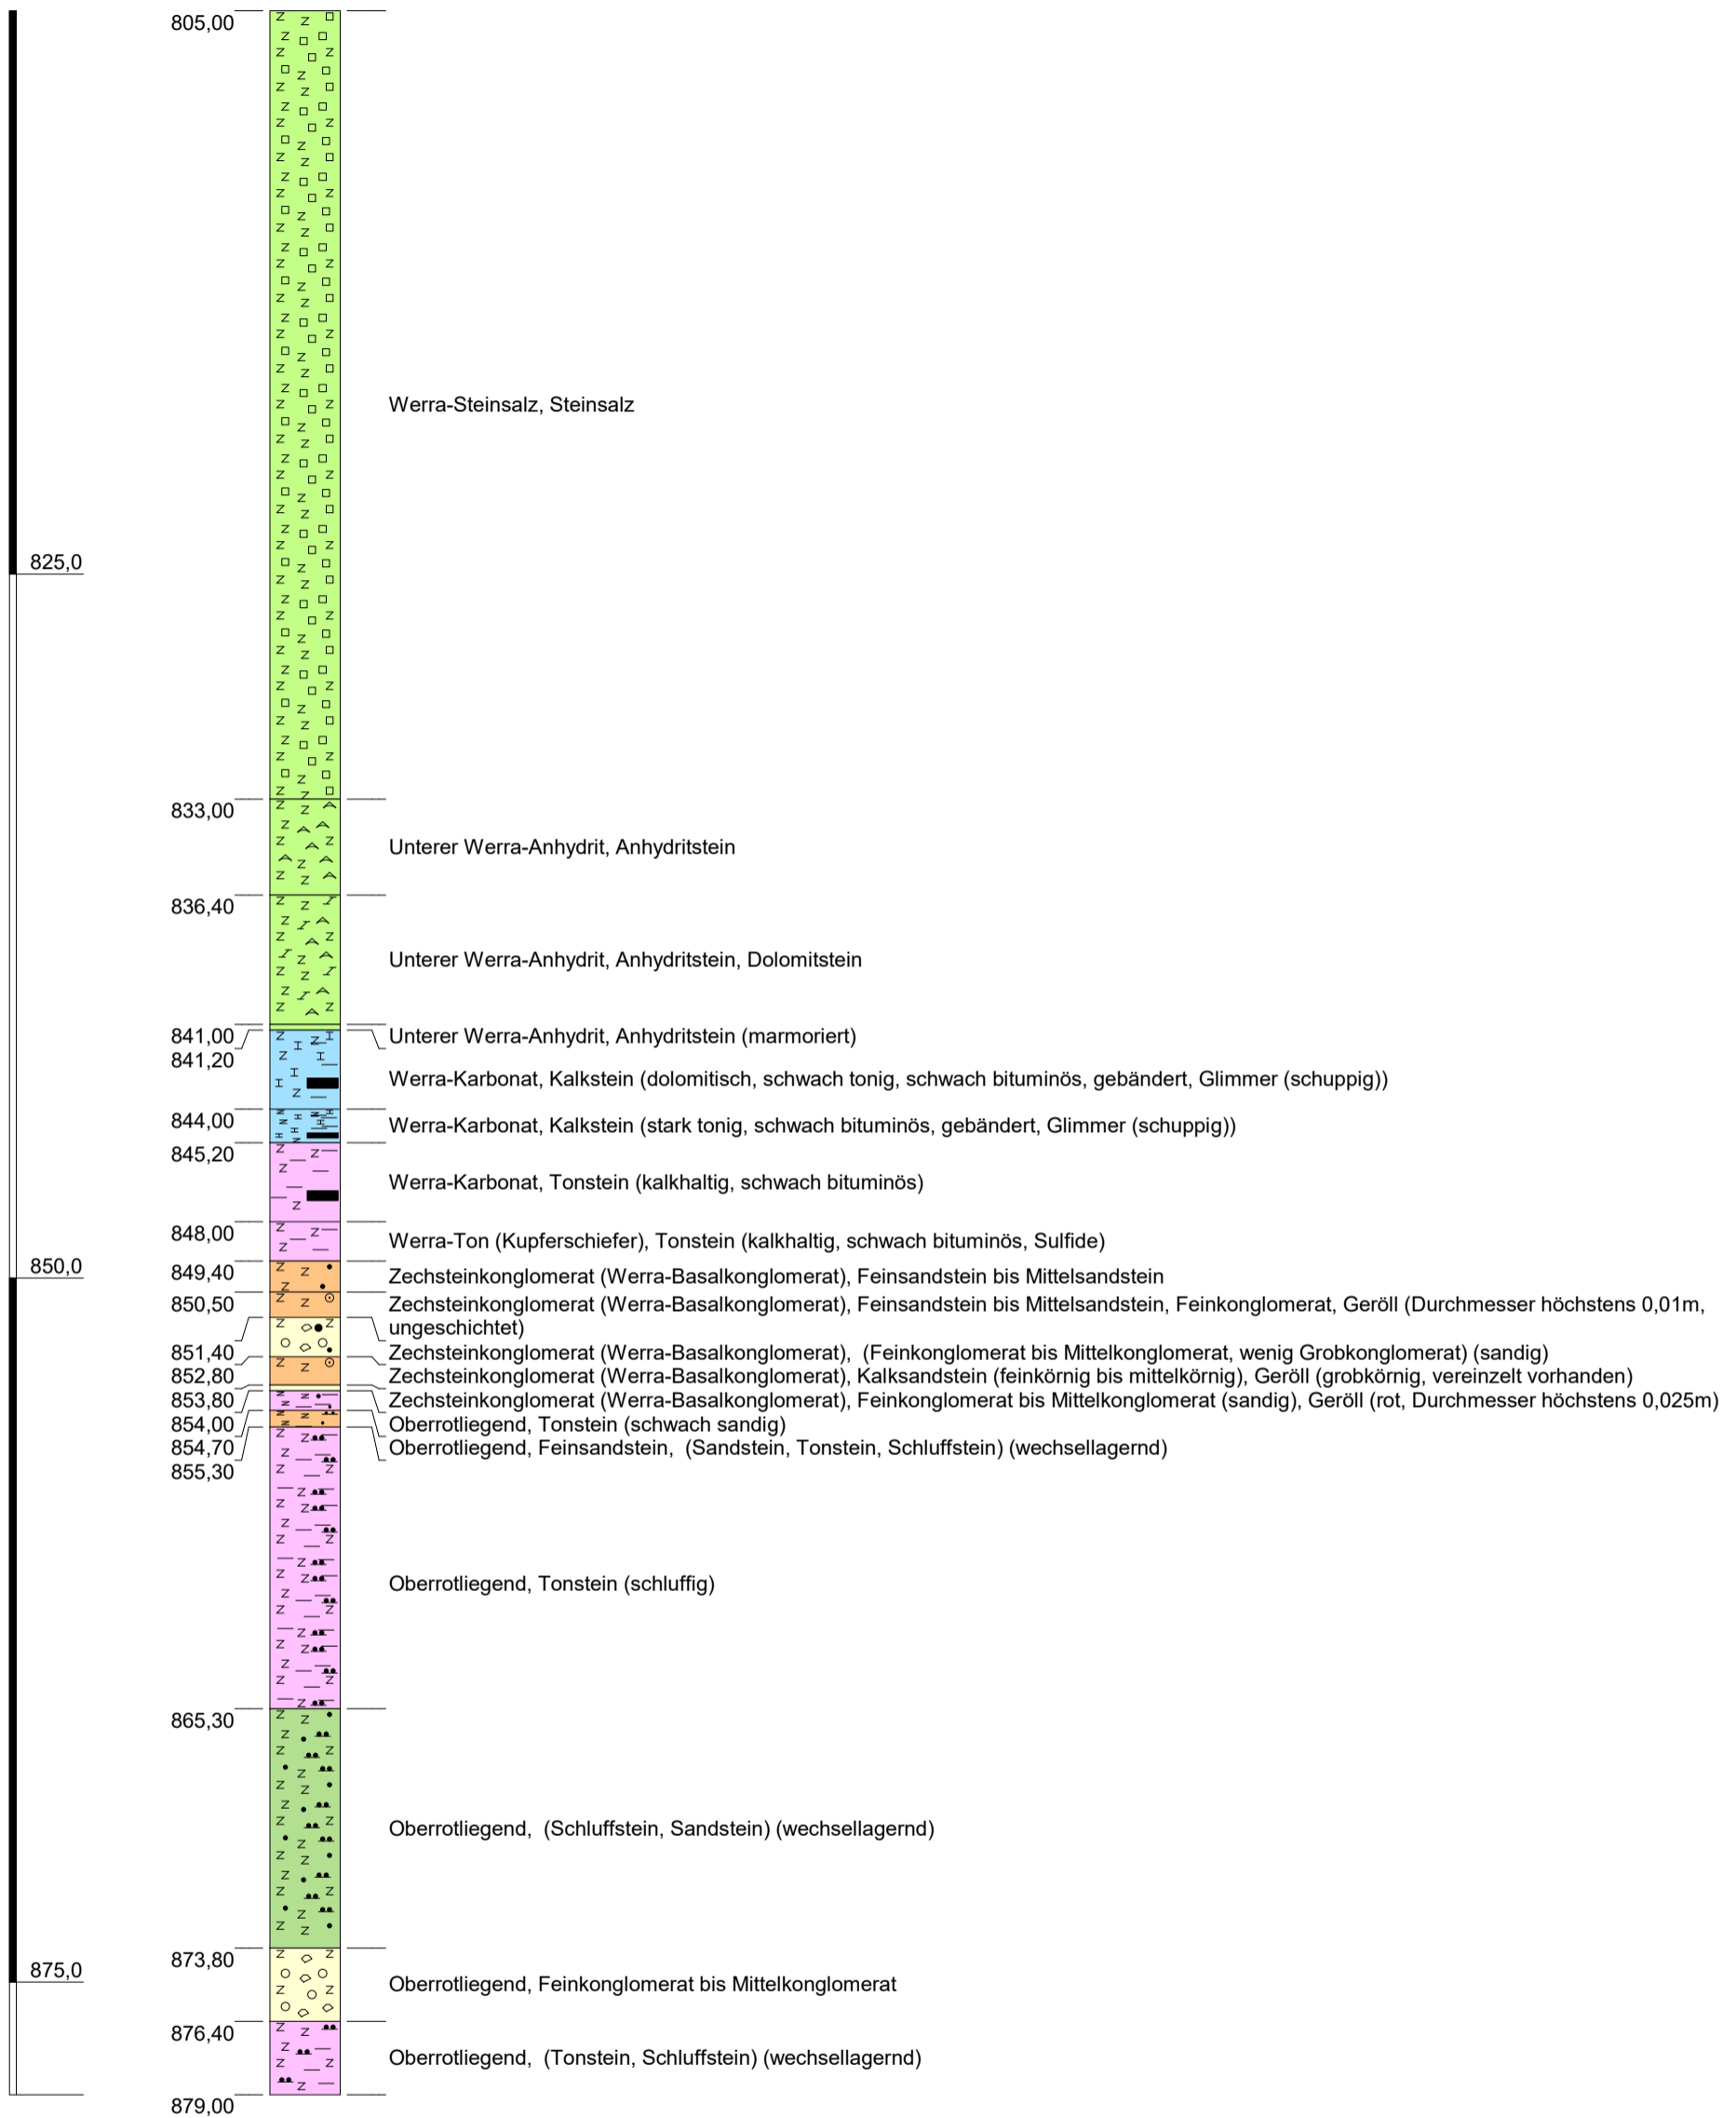 805,00
Werra-Steinsalz, Steinsalz
825,0
833,00
Unterer Werra-Anhydrit, Anhydritstein
836,40
Unterer Werra-Anhydrit, Anhydritstein, Dolomitstein
841,00
Unterer Werra-Anhydrit, Anhydritstein (marmoriert)
841,20
Werra-Karbonat, Kalkstein (dolomitisch, schwach tonig, schwach bituminös, gebändert, Glimmer (schuppig))
844,00
Werra-Karbonat, Kalkstein (stark tonig, schwach bituminös, gebändert, Glimmer (schuppig))
845,20
Werra-Karbonat, Tonstein (kalkhaltig, schwach bituminös)
848,00
Werra-Ton (Kupferschiefer), Tonstein (kalkhaltig, schwach bituminös, Sulfide)
850,0
849,40
Zechsteinkonglomerat (Werra-Basalkonglomerat), Feinsandstein bis Mittelsandstein
850,50
Zechsteinkonglomerat (Werra-Basalkonglomerat), Feinsandstein bis Mittelsandstein, Feinkonglomerat, Geröll (Durchmesser höchstens 0,01m,
ungeschichtet)
851,40
Zechsteinkonglomerat (Werra-Basalkonglomerat),  (Feinkonglomerat bis Mittelkonglomerat, wenig Grobkonglomerat) (sandig)
852,80
Zechsteinkonglomerat (Werra-Basalkonglomerat), Kalksandstein (feinkörnig bis mittelkörnig), Geröll (grobkörnig, vereinzelt vorhanden)
853,80
Zechsteinkonglomerat (Werra-Basalkonglomerat), Feinkonglomerat bis Mittelkonglomerat (sandig), Geröll (rot, Durchmesser höchstens 0,025m)
854,00
Oberrotliegend, Tonstein (schwach sandig)
854,70
Oberrotliegend, Feinsandstein,  (Sandstein, Tonstein, Schluffstein) (wechsellagernd)
855,30
Oberrotliegend, Tonstein (schluffig)
865,30
Oberrotliegend,  (Schluffstein, Sandstein) (wechsellagernd)
873,80
875,0
Oberrotliegend, Feinkonglomerat bis Mittelkonglomerat
876,40
Oberrotliegend,  (Tonstein, Schluffstein) (wechsellagernd)
879,00